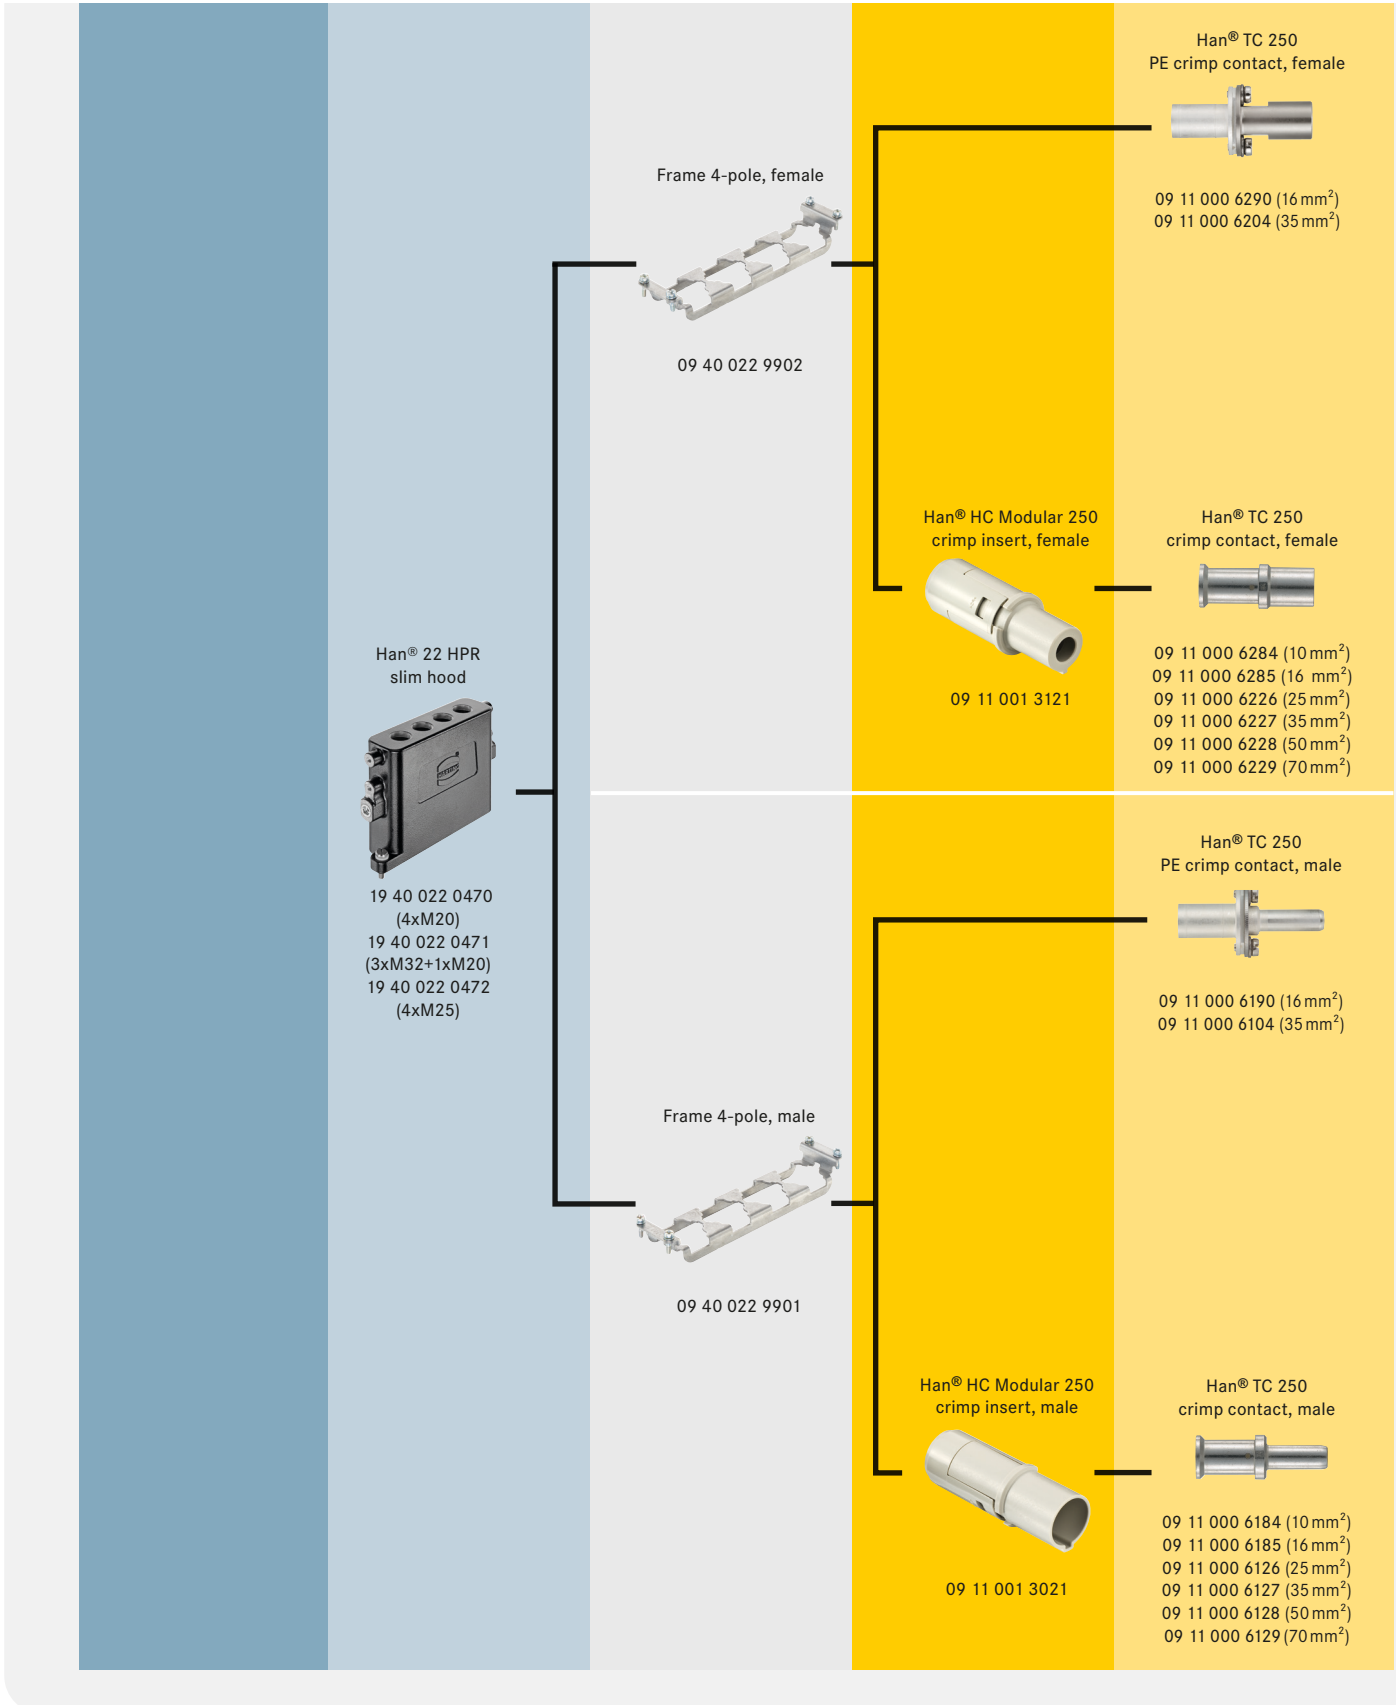 Han® TC 250
PE crimp contact, female
09 11 000 6290 (16 mm²)
09 11 000 6204 (35 mm²)
Frame 4-pole, female
09 40 022 9902
Han® HC Modular 250
crimp insert, female
09 11 001 3121
Han® TC 250
crimp contact, female
09 11 000 6284 (10 mm²)
09 11 000 6285 (16 mm²)
09 11 000 6226 (25 mm²)
09 11 000 6227 (35 mm²)
09 11 000 6228 (50 mm²)
09 11 000 6229 (70 mm²)
Han® 22 HPR
slim hood
HARTING
19 40 022 0470
(4xM20)
19 40 022 0471
(3xM32+1xM20)
19 40 022 0472
(4xM25)
Han® TC 250
PE crimp contact, male
09 11 000 6190 (16 mm²)
09 11 000 6104 (35 mm²)
Frame 4-pole, male
09 40 022 9901
Han® HC Modular 250
crimp insert, male
09 11 001 3021
Han® TC 250
crimp contact, male
09 11 000 6184 (10 mm²)
09 11 000 6185 (16 mm²)
09 11 000 6126 (25 mm²)
09 11 000 6127 (35 mm²)
09 11 000 6128 (50 mm²)
09 11 000 6129 (70 mm²)